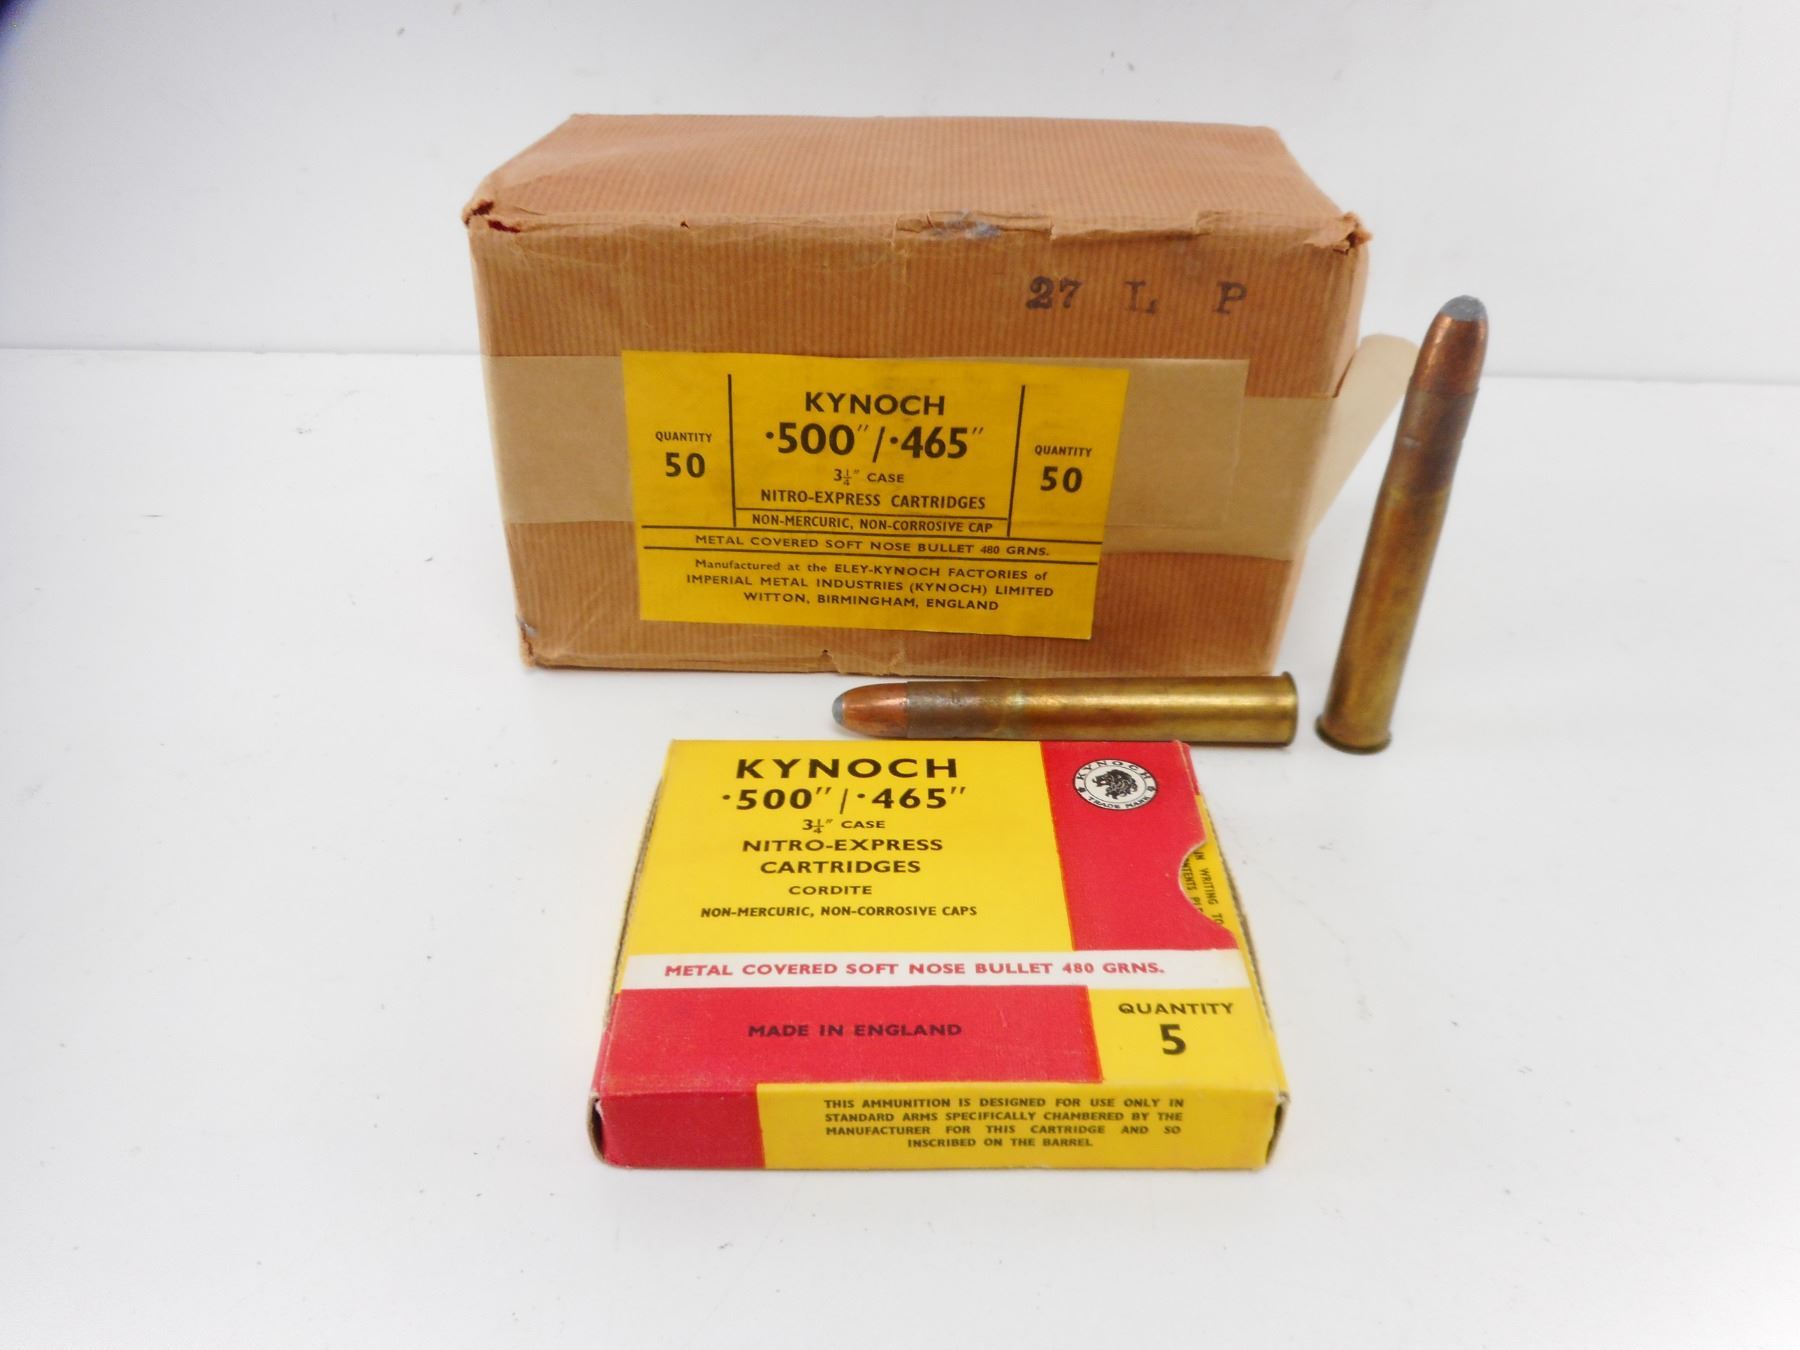 27 L P
KYNOCH
·500″/·465″
3¼″ CASE
NITRO-EXPRESS CARTRIDGES
NON-MERCURIC, NON-CORROSIVE CAP
QUANTITY
50
QUANTITY
50
METAL COVERED SOFT NOSE BULLET 480 GRNS.
Manufactured at the ELEY-KYNOCH FACTORIES of
IMPERIAL METAL INDUSTRIES (KYNOCH) LIMITED
WITTON, BIRMINGHAM, ENGLAND
KYNOCH
·500″/·465″
3¼″ CASE
NITRO-EXPRESS
CARTRIDGES
CORDITE
NON-MERCURIC, NON-CORROSIVE CAPS
KYNOCH
TRADE MARK
IN WRITING TO
METAL COVERED SOFT NOSE BULLET 480 GRNS.
MADE IN ENGLAND
QUANTITY
5
THIS AMMUNITION IS DESIGNED FOR USE ONLY IN
STANDARD ARMS SPECIFICALLY CHAMBERED BY THE
MANUFACTURER FOR THIS CARTRIDGE AND SO
INSCRIBED ON THE BARREL